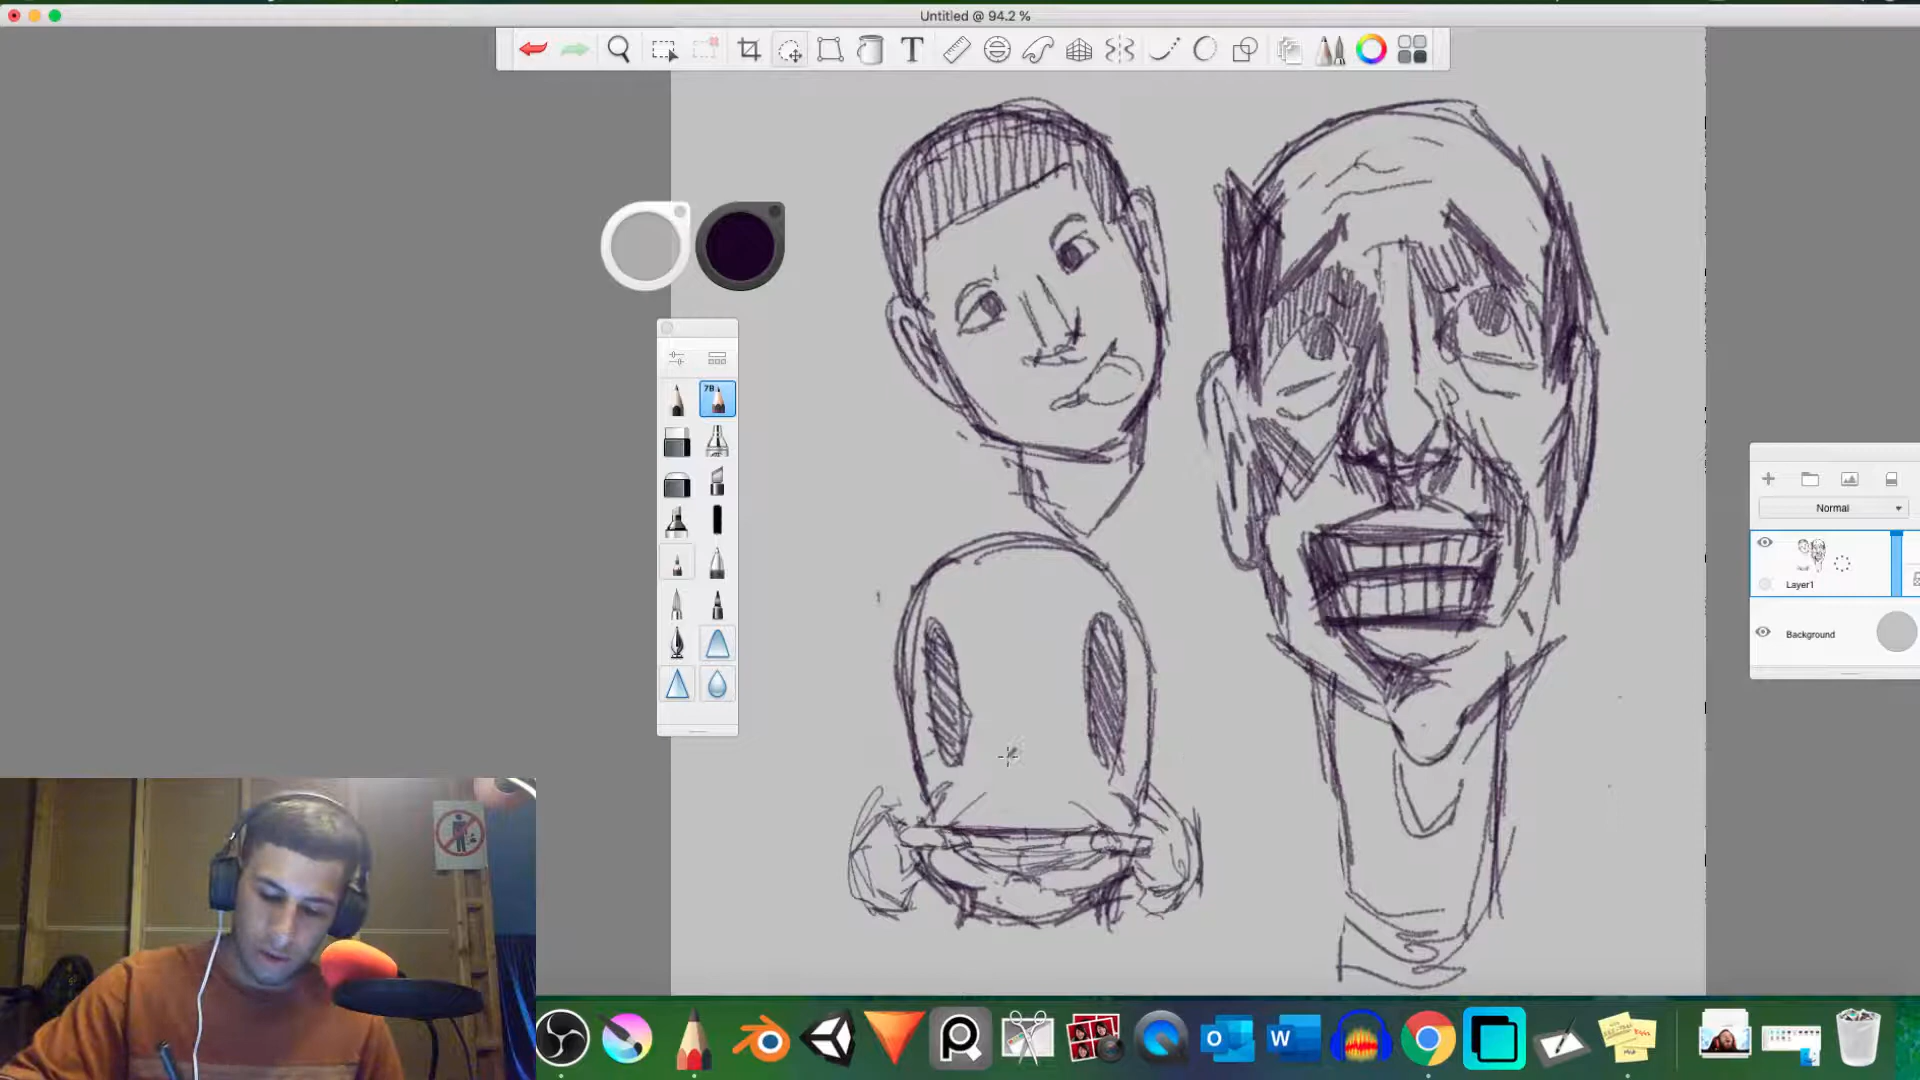 Untitled @ 94.2 %
T
7B
Normal
Layer1
Background
W